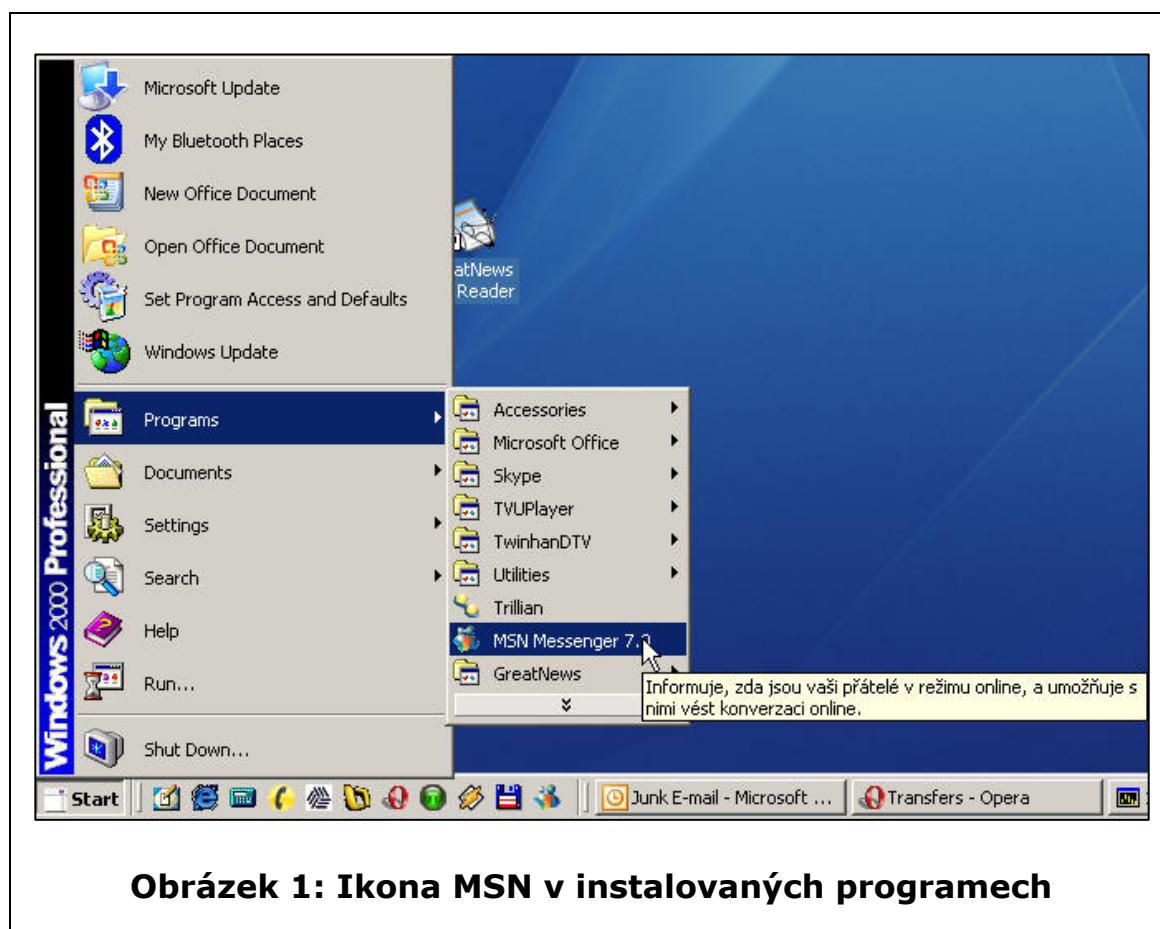 Microsoft Update
My Bluetooth Places
New Office Document
Open Office Document
Set Program Access and Defaults
Windows Update
Programs
Documents
Settings
Search
Help
Run...
Shut Down...
Windows 2000 Professional
atNews
Reader
Accessories
Microsoft Office
Skype
TVUPlayer
TwinhanDTV
Utilities
Trillian
MSN Messenger 7.0
GreatNews
Informuje, zda jsou vaši přátelé v režimu online, a umožňuje s
nimi vést konverzaci online.
Start
Junk E-mail - Microsoft ...
Transfers - Opera
Obrázek 1: Ikona MSN v instalovaných programech